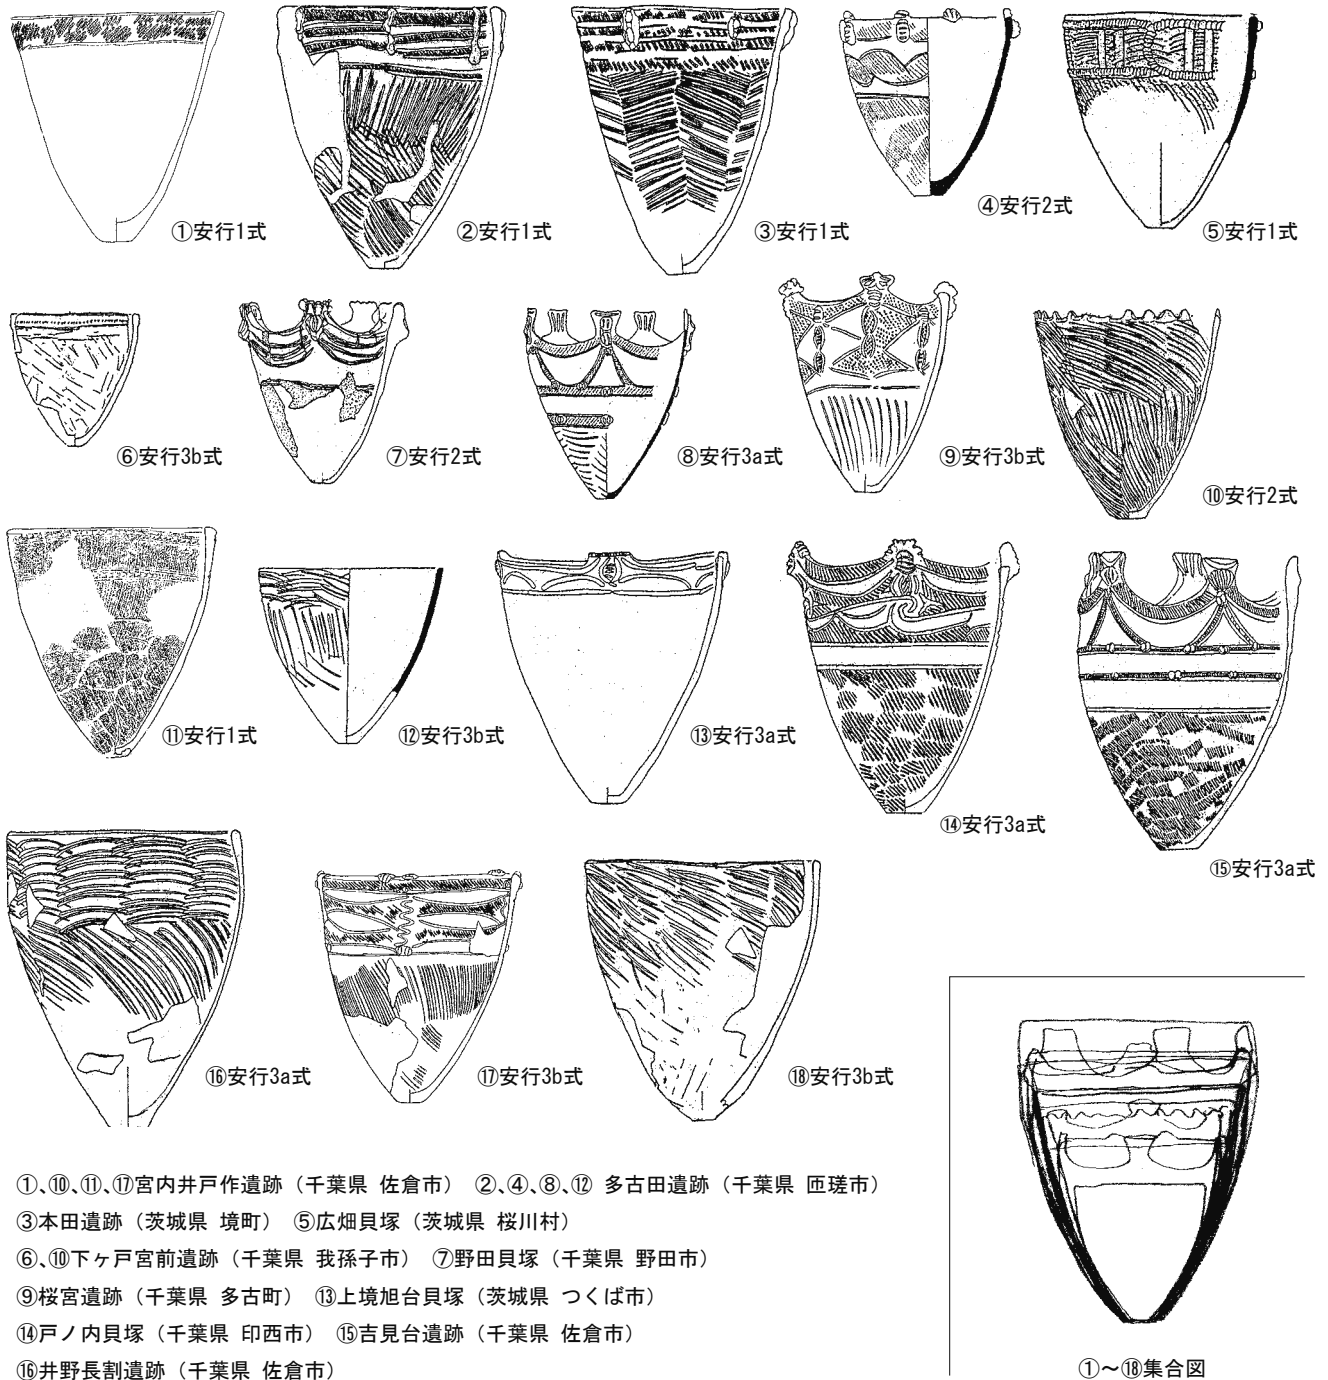 ①安行1式
②安行1式
③安行1式
④安行2式
⑤安行1式
⑥安行3b式
⑦安行2式
⑧安行3a式
⑨安行3b式
⑩安行2式
⑪安行1式
⑫安行3b式
⑬安行3a式
⑭安行3a式
⑮安行3a式
⑯安行3a式
⑰安行3b式
⑱安行3b式
①、⑩、⑪、⑰宮内井戸作遺跡（千葉県 佐倉市） ②、④、⑧、⑫ 多古田遺跡（千葉県 匝瑳市）
③本田遺跡（茨城県 境町） ⑤広畑貝塚（茨城県 桜川村）
⑥、⑩下ヶ戸宮前遺跡（千葉県 我孫子市） ⑦野田貝塚（千葉県 野田市）
⑨桜宮遺跡（千葉県 多古町） ⑬上境旭台貝塚（茨城県 つくば市）
⑭戸ノ内貝塚（千葉県 印西市） ⑮吉見台遺跡（千葉県 佐倉市）
⑯井野長割遺跡（千葉県 佐倉市）
①～⑱集合図